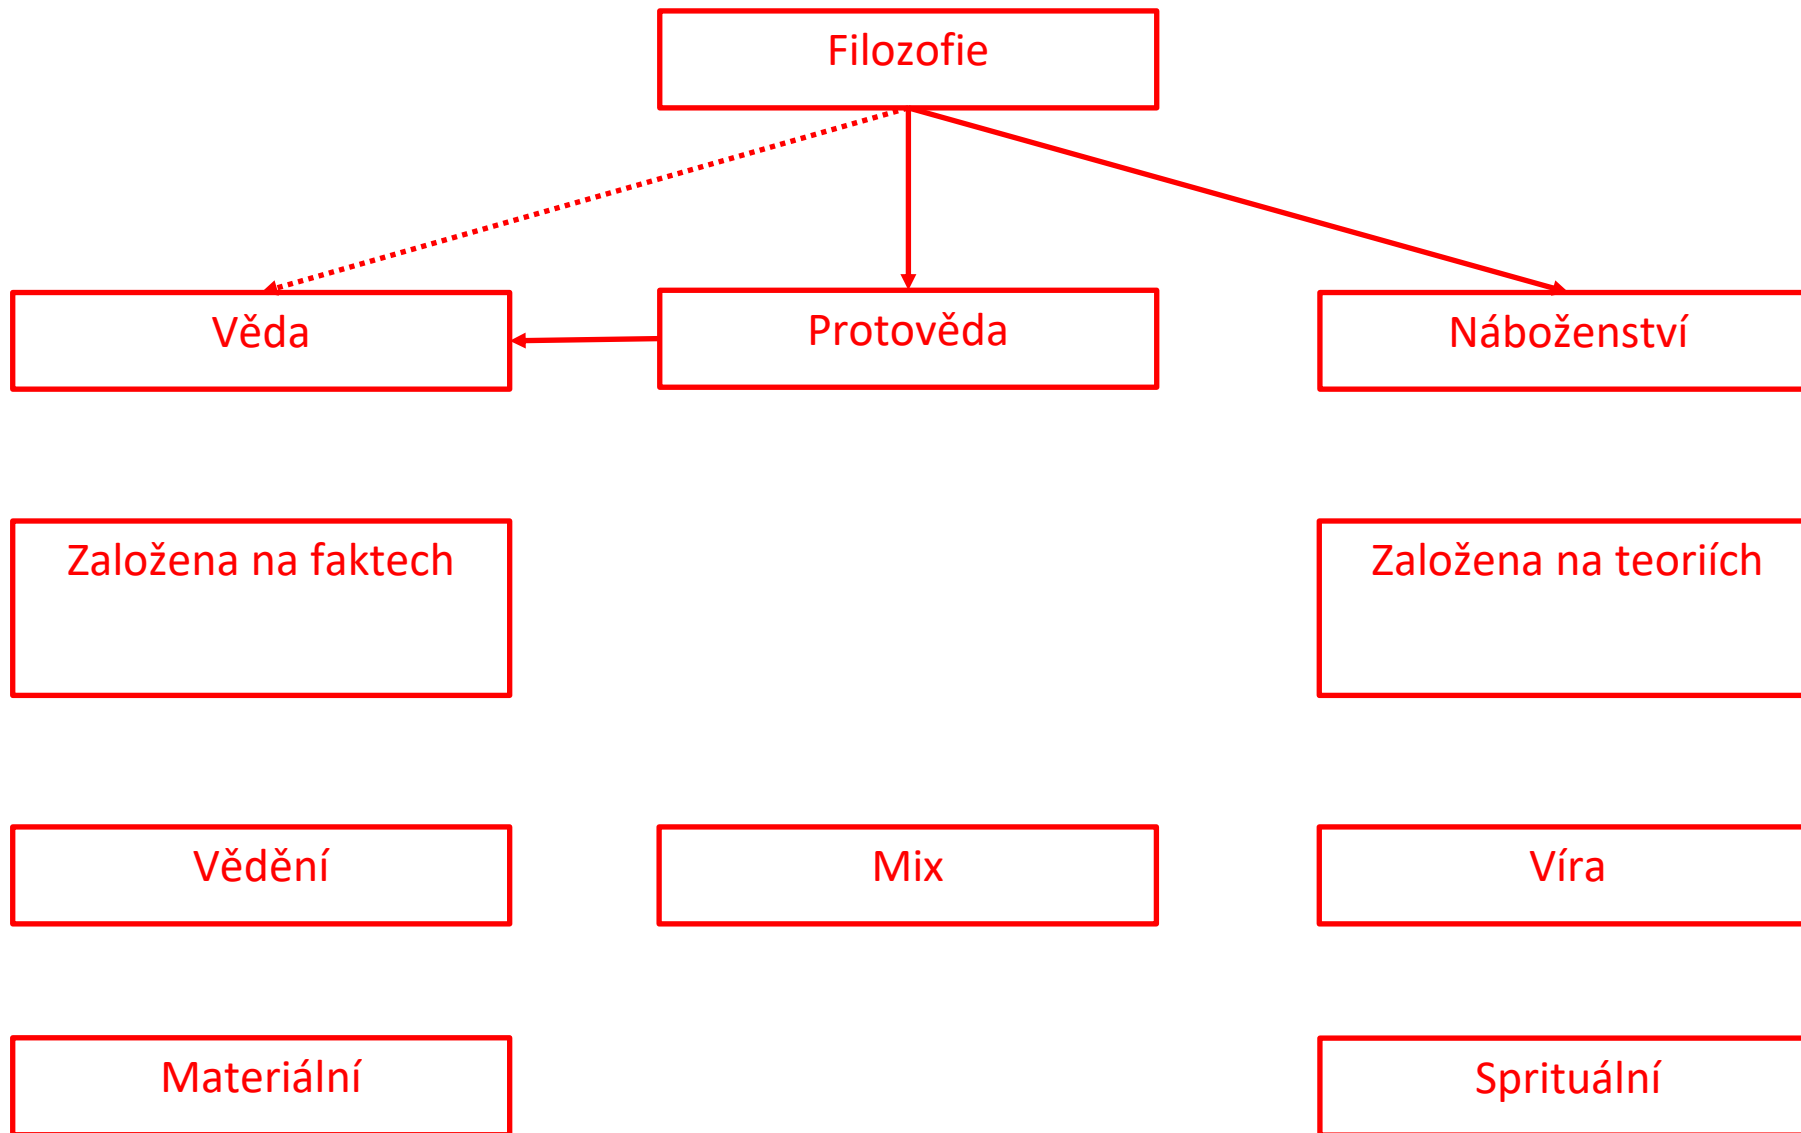 Filozofie
Věda
Protověda
Náboženství
Založena na faktech
Založena na teoriích
Vědění
Mix
Víra
Materiální
Sprituální